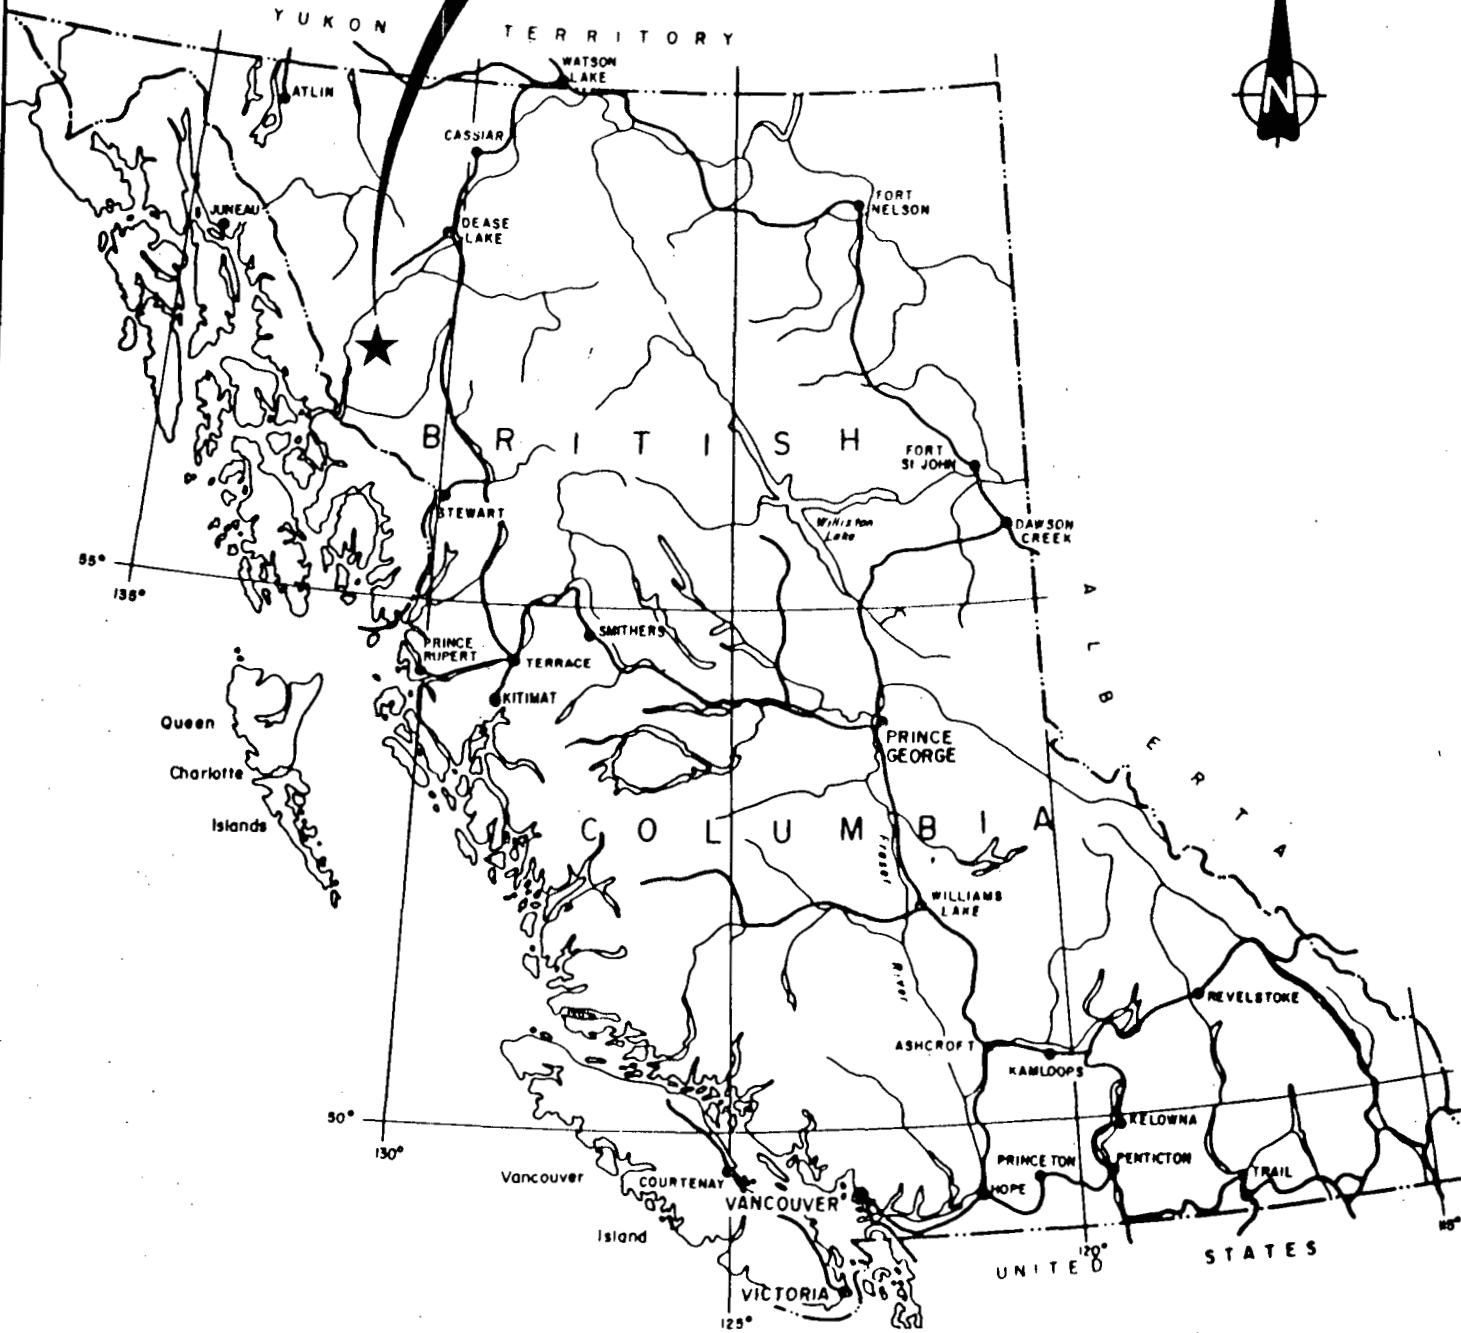 YUKON TERRITORY
WATSON
LAKE
ATLIN
N
CASSIAR
FORT
NELSON
JUNEAU
DEASE
LAKE
BRITISH
FORT
ST JOHN
STEWART
Williston
Lake
DAWSON
CREEK
55°
135°
ALBERTA
SMITHERS
PRINCE
RUPERT
TERRACE
KITIMAT
Queen
Charlotte
Islands
PRINCE
GEORGE
COLUMBIA
Fraser
River
WILLIAMS
LAKE
REVELSTOKE
ASHCROFT
KAMLOOPS
50°
130°
KELOWNA
Vancouver
Island
COURTENAY
VANCOUVER
PRINCETON
PENTICTON
TRAIL
HOPE
115°
120°
UNITED STATES
VICTORIA
125°